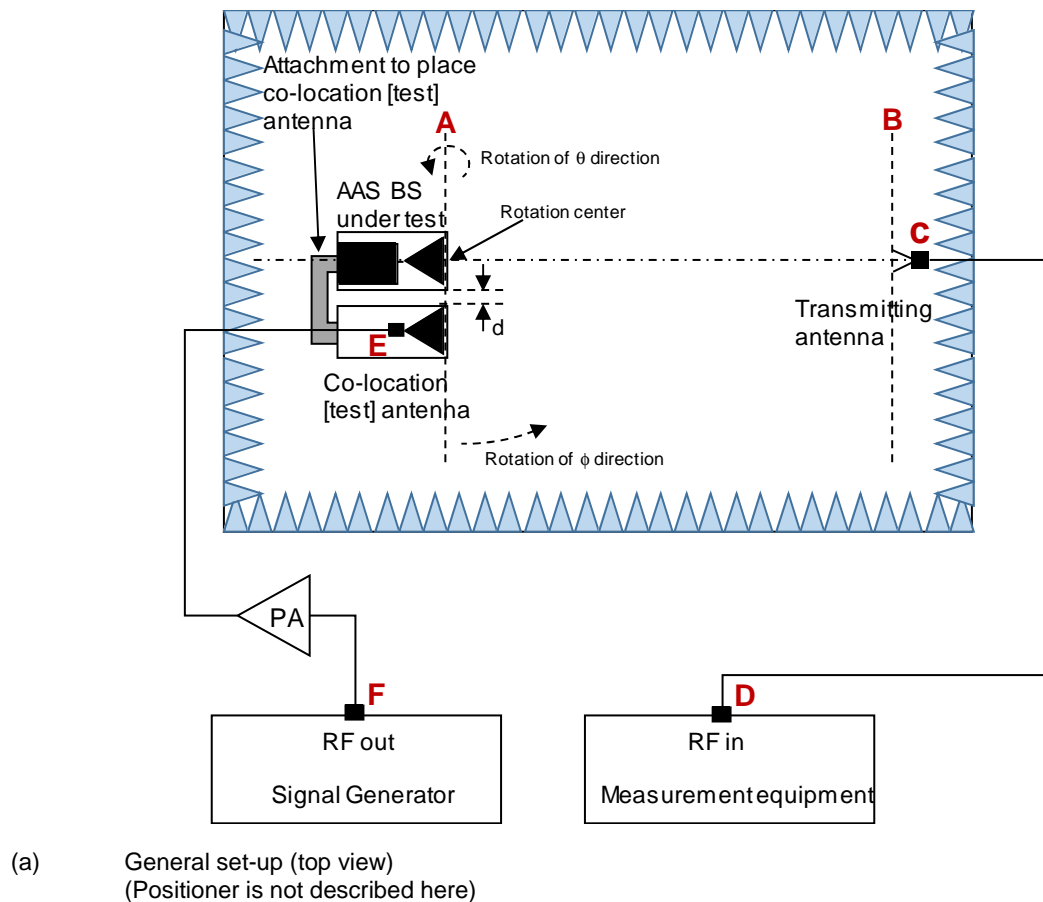 Attachment to place
co-location [test]
antenna
A
B
Rotation of θ direction
AAS BS
under test
Rotation center
C
d
E
Transmitting
antenna
Co-location
[test] antenna
Rotation of ϕ direction
PA
F
D
RF out
RF in
Signal Generator
Measurement equipment
(a) General set-up (top view)
(Positioner is not described here)